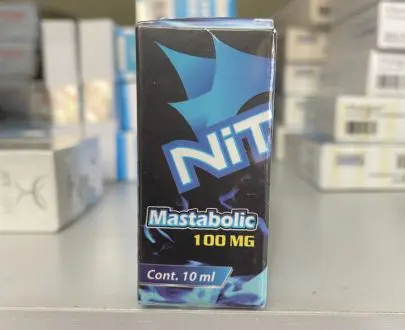 NiT
Mastabolic
100 MG
Cont. 10 ml